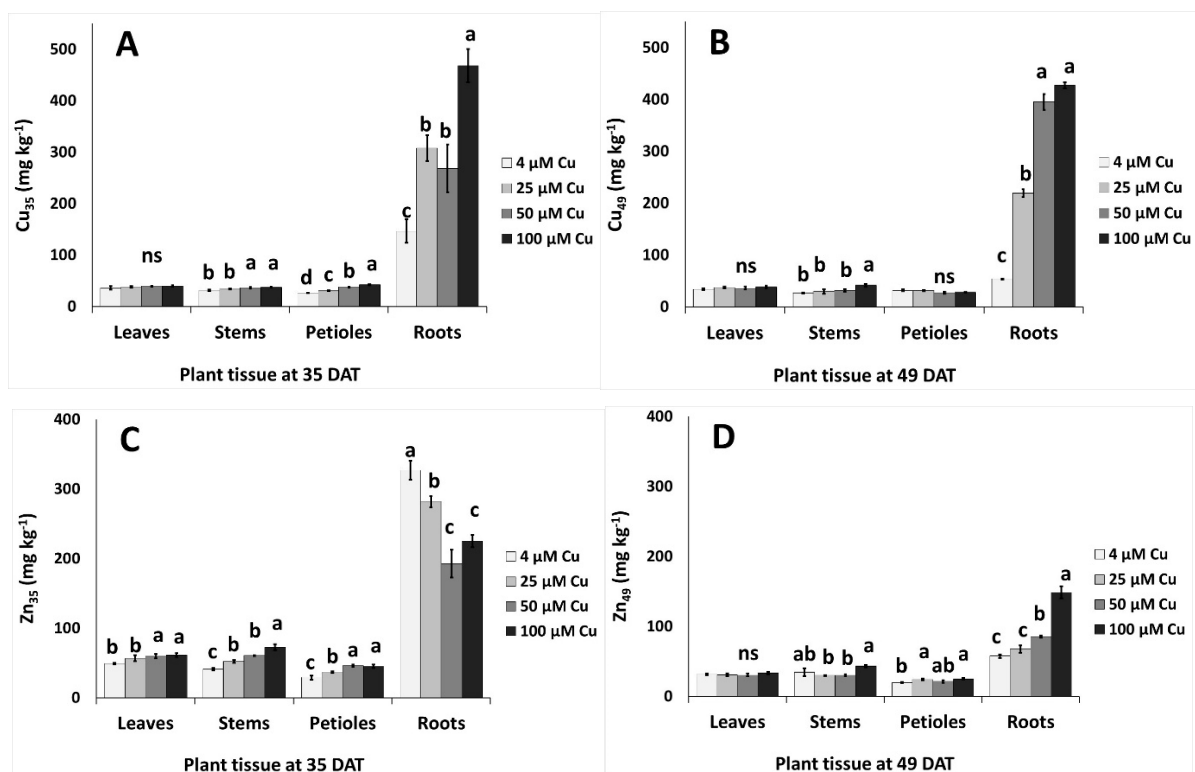 A
Cu35 (mg kg-1)
500
400
300
200
100
0
ns
b b a a
d c b a
c b b a
Leaves Stems Petioles Roots
Plant tissue at 35 DAT
4 µM Cu
25 µM Cu
50 µM Cu
100 µM Cu
B
Cu49 (mg kg-1)
500
400
300
200
100
0
ns
b b b a
ns
c b a a
Leaves Stems Petioles Roots
Plant tissue at 49 DAT
4 µM Cu
25 µM Cu
50 µM Cu
100 µM Cu
C
Zn35 (mg kg-1)
400
300
200
100
0
b b a a
c b b a
c b a a
a b c c
Leaves Stems Petioles Roots
Plant tissue at 35 DAT
4 µM Cu
25 µM Cu
50 µM Cu
100 µM Cu
D
Zn49 (mg kg-1)
400
300
200
100
0
ns
ab b b a
b a ab a
c c b a
Leaves Stems Petioles Roots
Plant tissue at 49 DAT
4 µM Cu
25 µM Cu
50 µM Cu
100 µM Cu